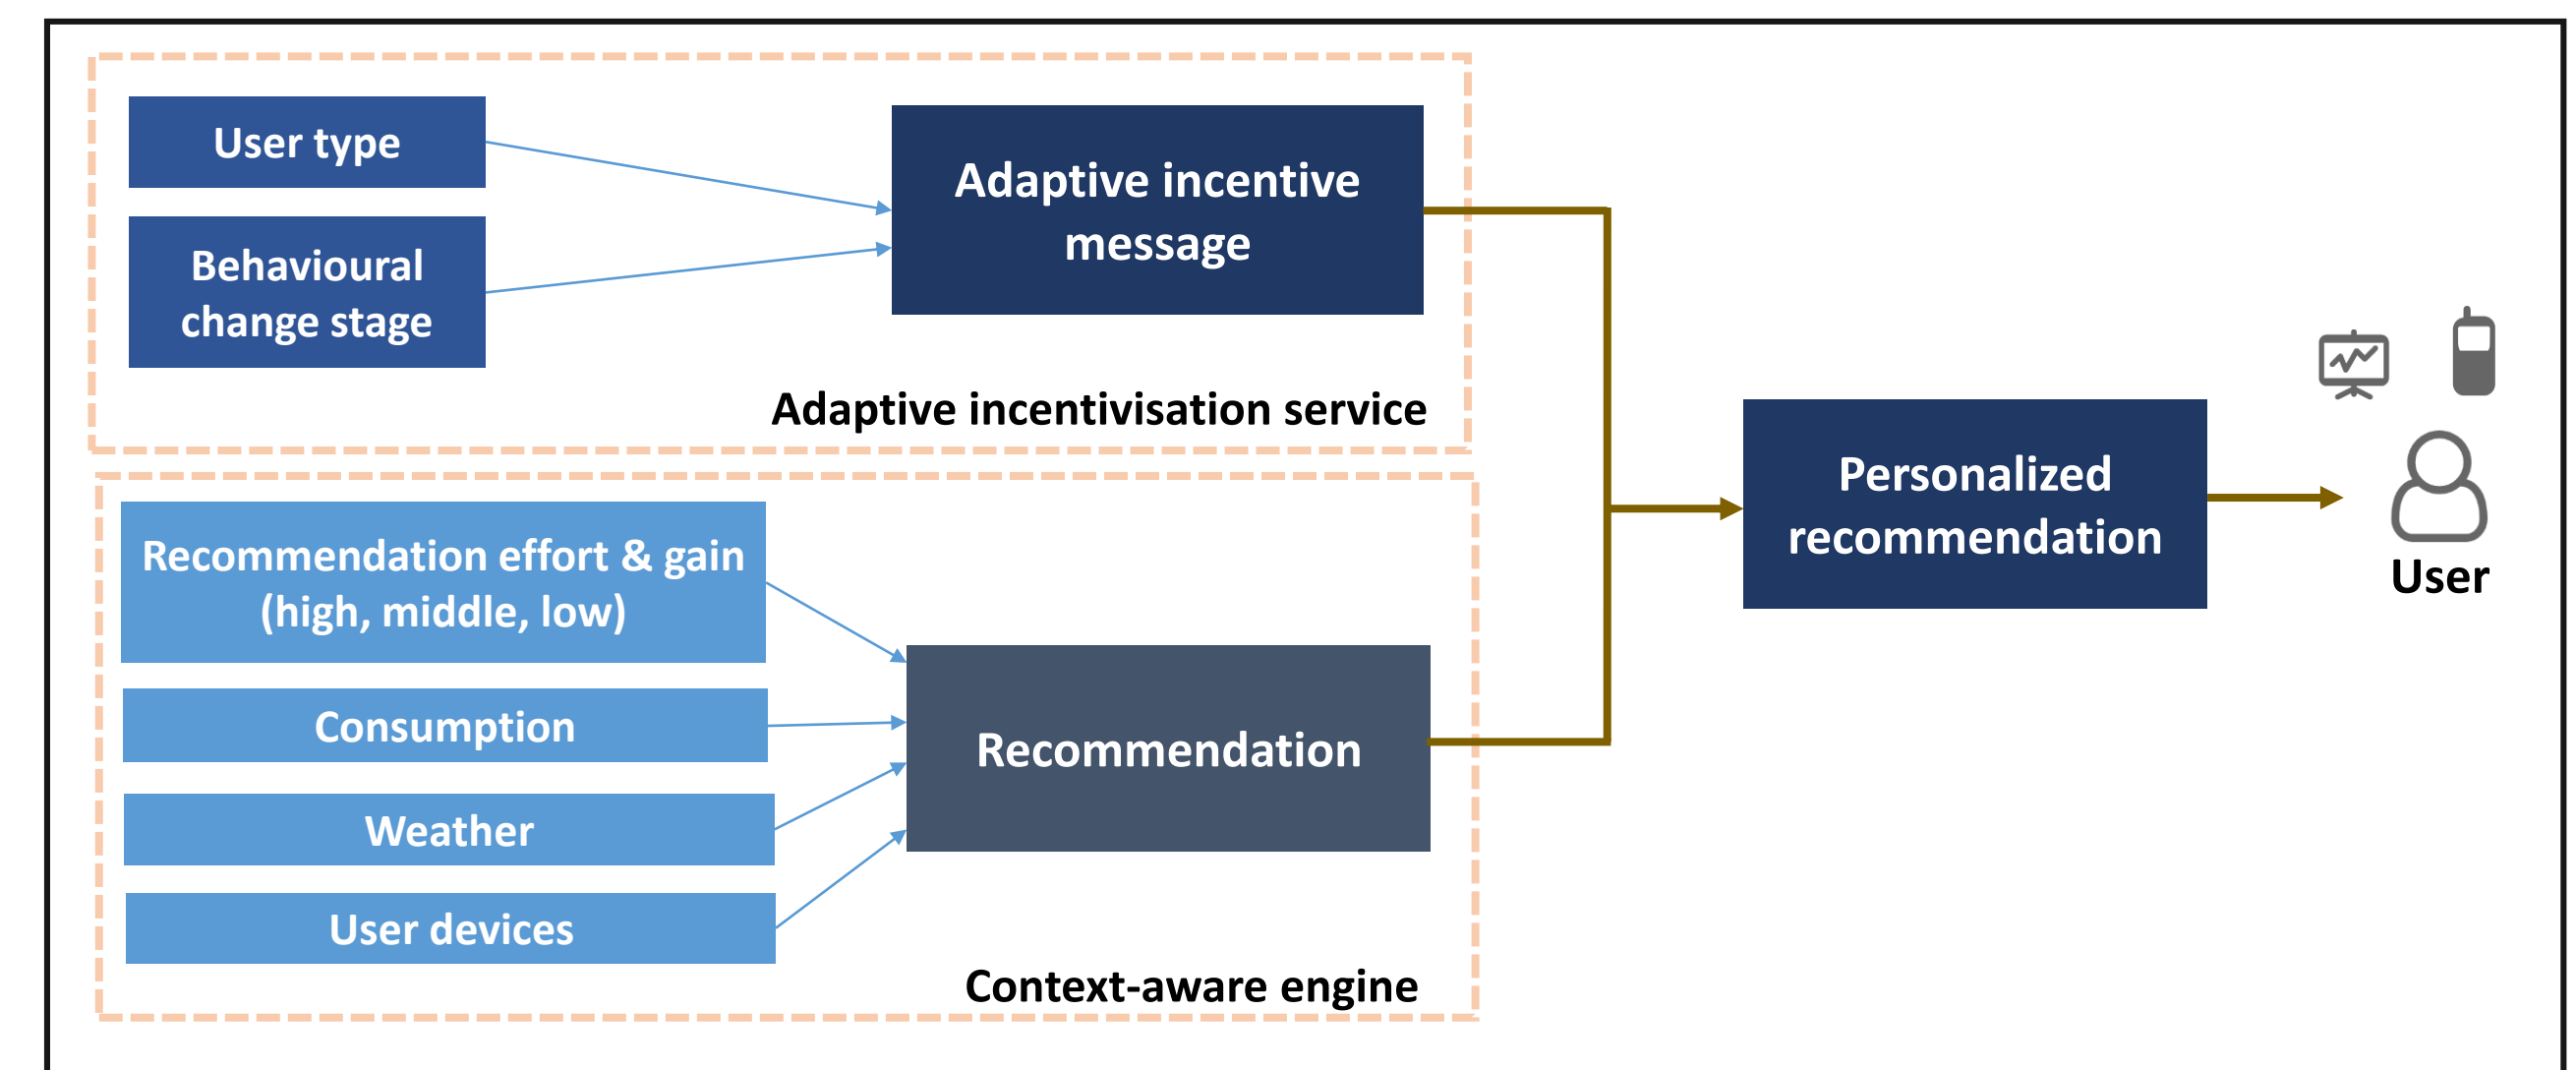 User type
Behavioural
change stage
Adaptive incentive
message
Adaptive incentivisation service
Recommendation effort & gain
(high, middle, low)
Consumption
Weather
User devices
Recommendation
Context-aware engine
Personalized
recommendation
User